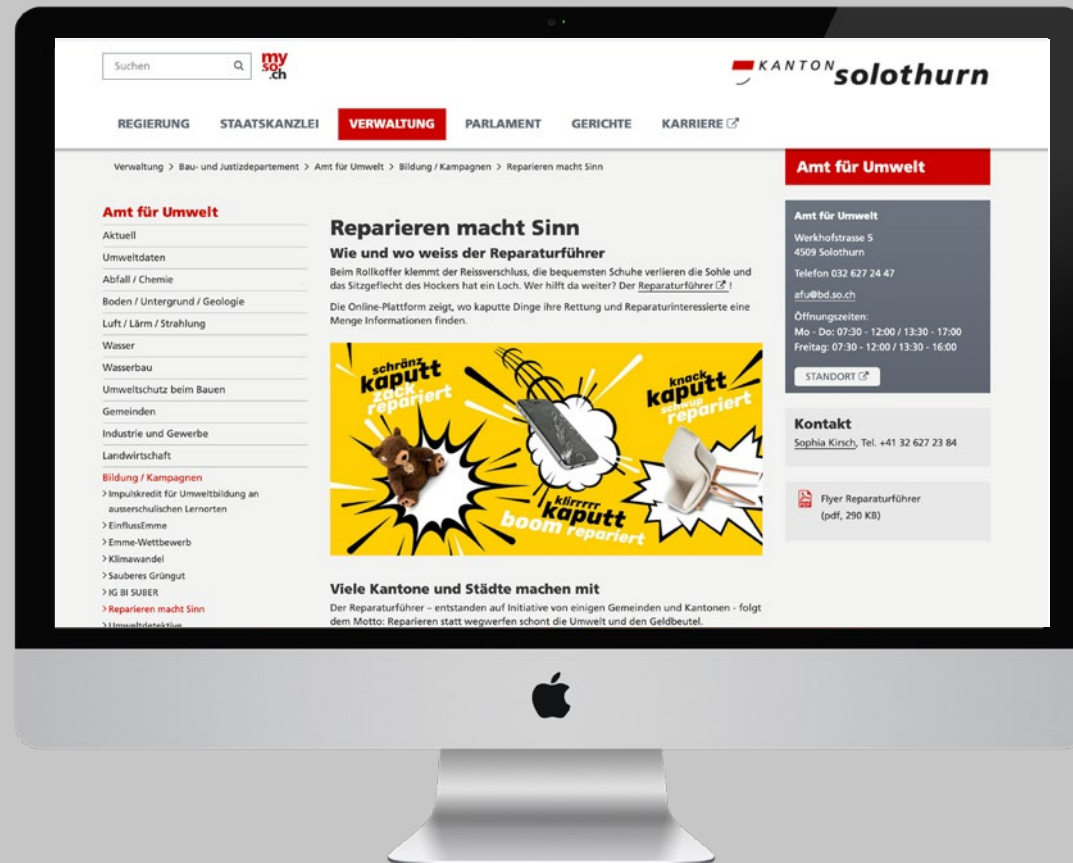 Suchen
my
so.
.ch
KANTON solothurn
REGIERUNG STAATSKANZLEI VERWALTUNG PARLAMENT GERICHTE KARRIERE
Verwaltung > Bau- und Justizdepartement > Amt für Umwelt > Bildung / Kampagnen > Reparieren macht Sinn
Amt für Umwelt
Aktuell
Umweltdaten
Abfall / Chemie
Boden / Untergrund / Geologie
Luft / Lärm / Strahlung
Wasser
Wasserbau
Umweltschutz beim Bauen
Gemeinden
Industrie und Gewerbe
Landwirtschaft
Bildung / Kampagnen
> Impulskredit für Umweltbildung an
ausserschulischen Lernorten
> EinflussEmme
> Emme-Wettbewerb
> Klimawandel
> Sauberes Grüngut
> IG BI SUBER
> Reparieren macht Sinn
> Umweltdetektive
Reparieren macht Sinn
Wie und wo weiss der Reparaturführer
Beim Rollkoffer klemmt der Reissverschluss, die bequemsten Schuhe verlieren die Sohle und
das Sitzgeflecht des Hockers hat ein Loch. Wer hilft da weiter? Der Reparaturführer !
Die Online-Plattform zeigt, wo kaputte Dinge ihre Rettung und Reparaturinteressierte eine
Menge Informationen finden.
schränz
kaputt
zack
repariert
knack
kaputt
schwup
repariert
klirrrrr
kaputt
boom repariert
Viele Kantone und Städte machen mit
Der Reparaturführer – entstanden auf Initiative von einigen Gemeinden und Kantonen - folgt
dem Motto: Reparieren statt wegwerfen schont die Umwelt und den Geldbeutel.
Amt für Umwelt
Amt für Umwelt
Werkhofstrasse 5
4509 Solothurn
Telefon 032 627 24 47
afu@bd.so.ch
Öffnungszeiten:
Mo - Do: 07:30 - 12:00 / 13:30 - 17:00
Freitag: 07:30 - 12:00 / 13:30 - 16:00
STANDORT
Kontakt
Sophia Kirsch, Tel. +41 32 627 23 84
PDF
Flyer Reparaturführer
(pdf, 290 KB)